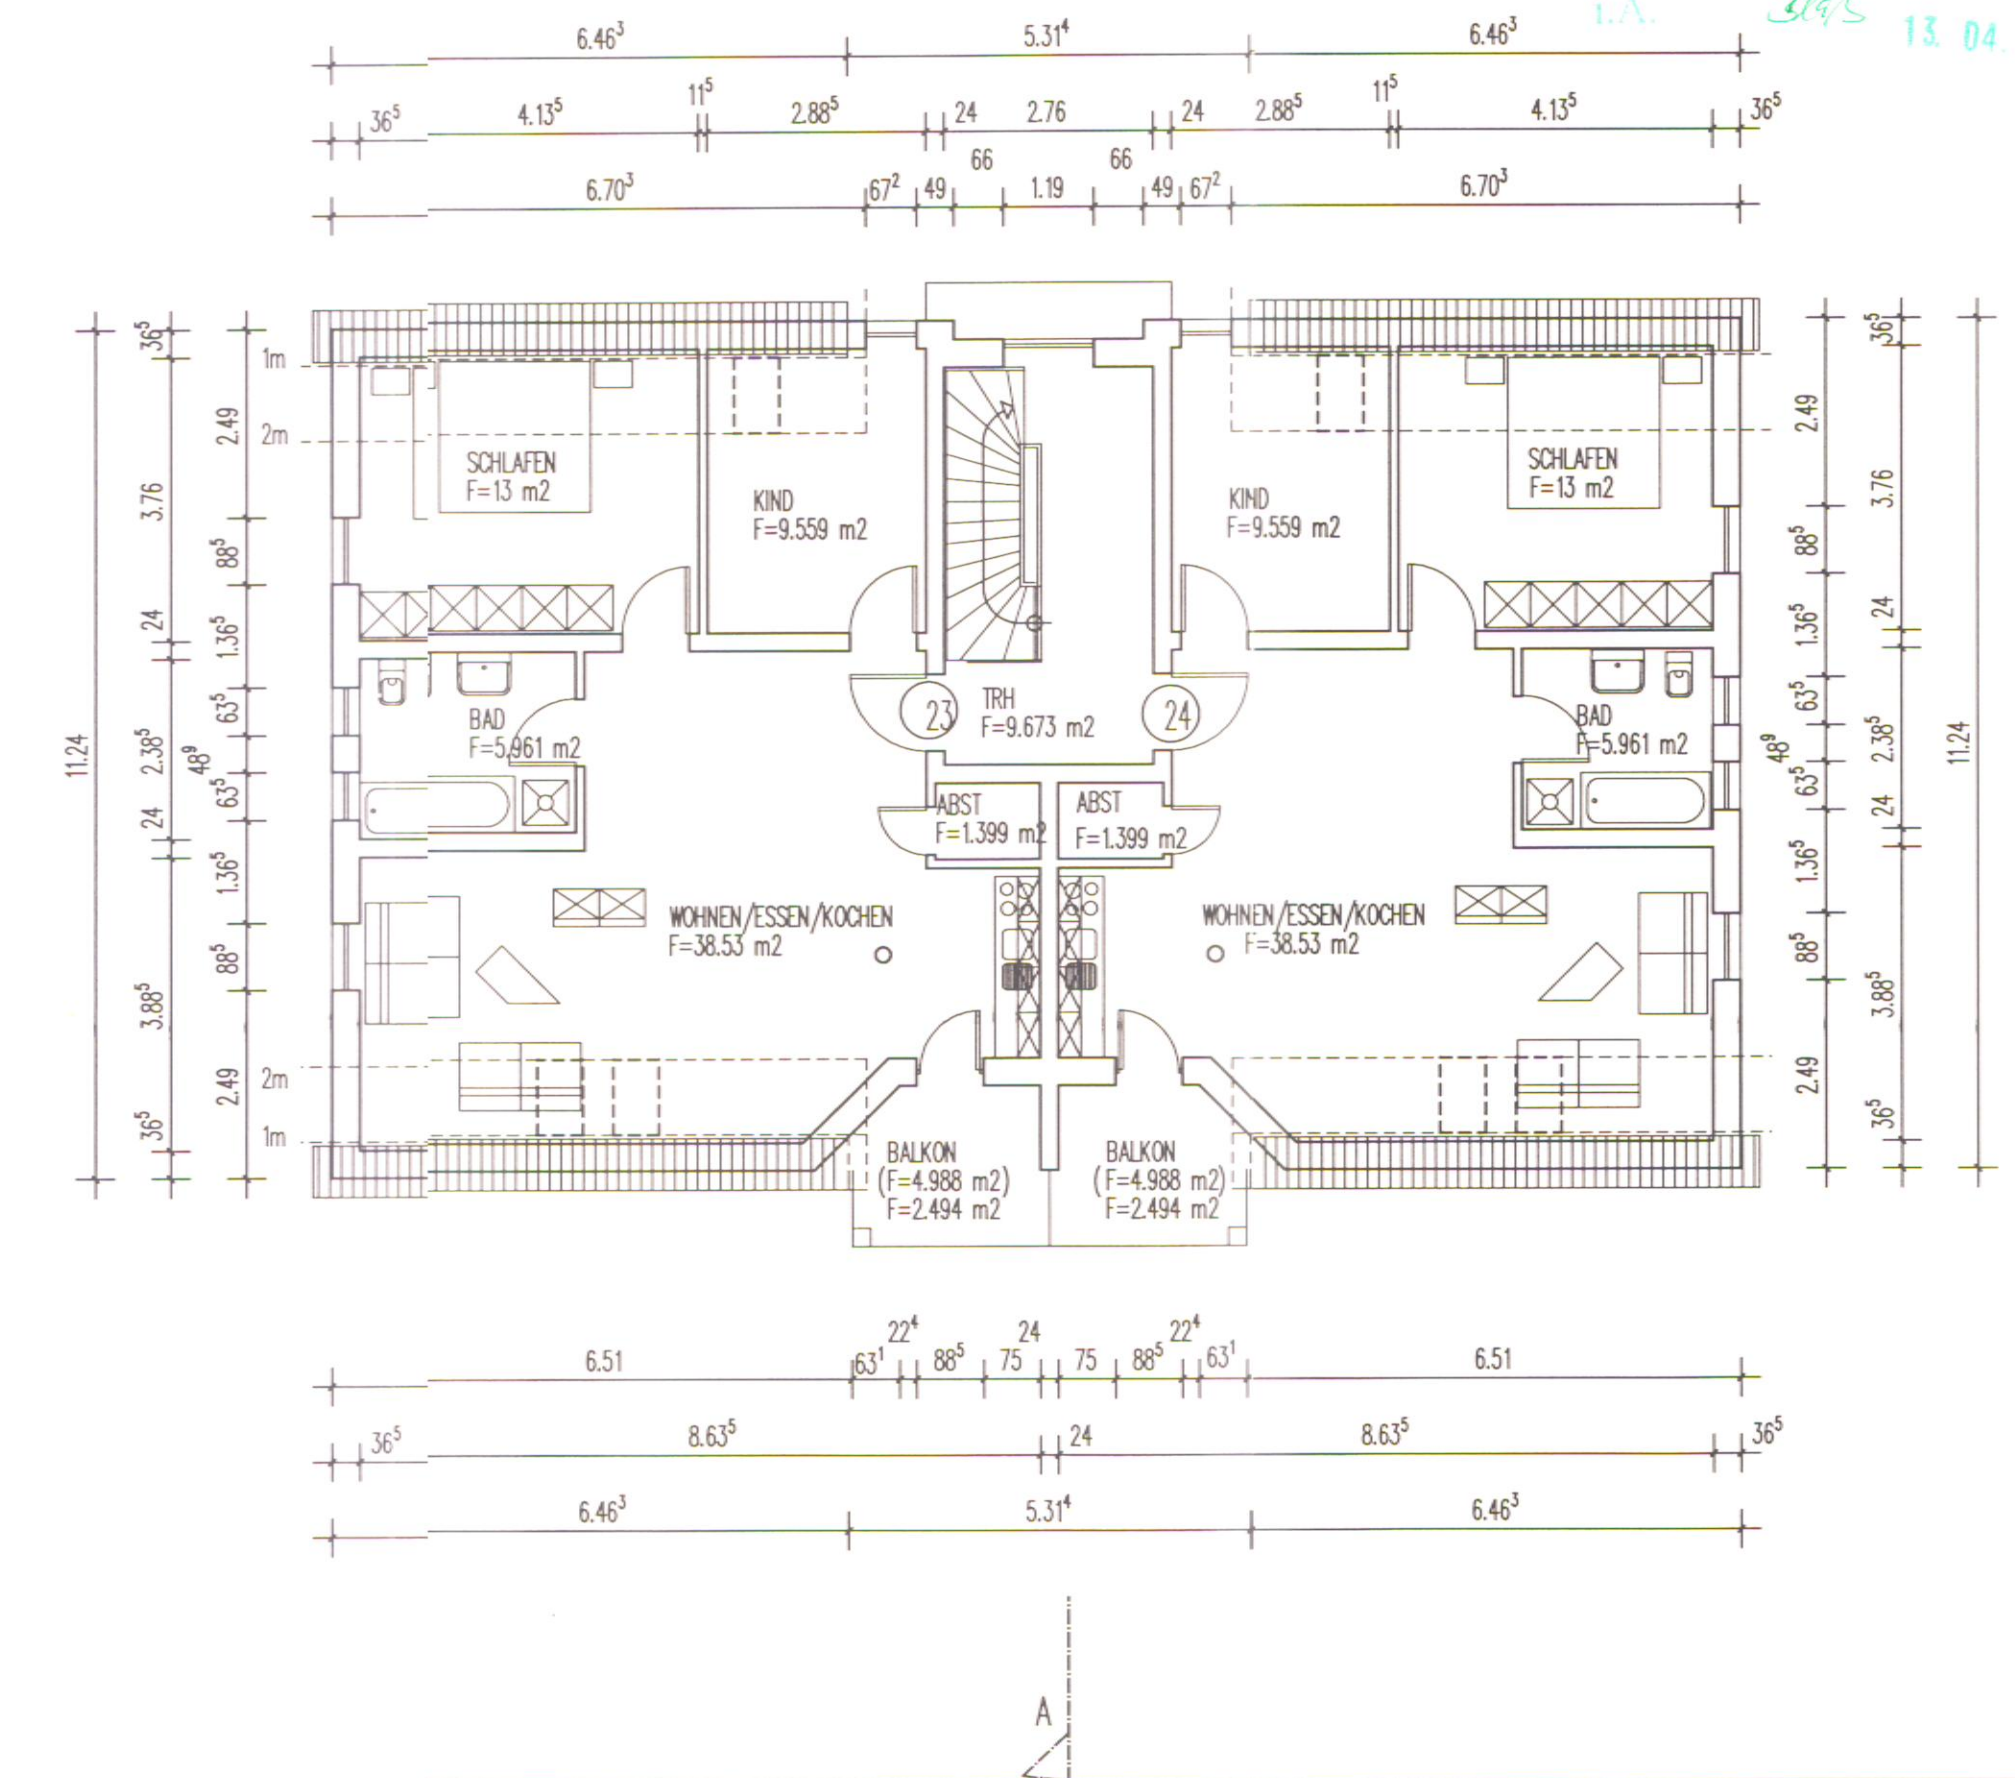 13. 04.
6.46³ 5.31⁴ 6.46³
36⁵ 4.13⁵ 11⁵ 2.88⁵ 24 2.76 24 2.88⁵ 11⁵ 4.13⁵ 36⁵
66 66
6.70³ 67² 49 1.19 49 67² 6.70³
36⁵ 3.76 24 2.38⁵ 24 3.88⁵ 36⁵
11.24
2.49 88⁵ 1.36⁵ 63⁵ 48⁹ 63⁵ 1.36⁵ 88⁵ 2.49
1m
2m
SCHLAFEN
F=13 m2
KIND
F=9.559 m2
KIND
F=9.559 m2
SCHLAFEN
F=13 m2
BAD
F=5.961 m2
23
TRH
F=9.673 m2
24
BAD
F=5.961 m2
ABST
F=1.399 m2
ABST
F=1.399 m2
WOHNEN/ESSEN/KOCHEN
F=38.53 m2
WOHNEN/ESSEN/KOCHEN
F=38.53 m2
2m
1m
BALKON
(F=4.988 m2)
F=2.494 m2
BALKON
(F=4.988 m2)
F=2.494 m2
2.49 88⁵ 1.36⁵ 63⁵ 48⁹ 63⁵ 1.36⁵ 88⁵ 2.49
36⁵ 3.76 24 2.38⁵ 24 3.88⁵ 36⁵
11.24
22⁴ 24 22⁴
6.51 63¹ 88⁵ 75 75 88⁵ 63¹ 6.51
36⁵ 8.63⁵ 24 8.63⁵ 36⁵
6.46³ 5.31⁴ 6.46³
A